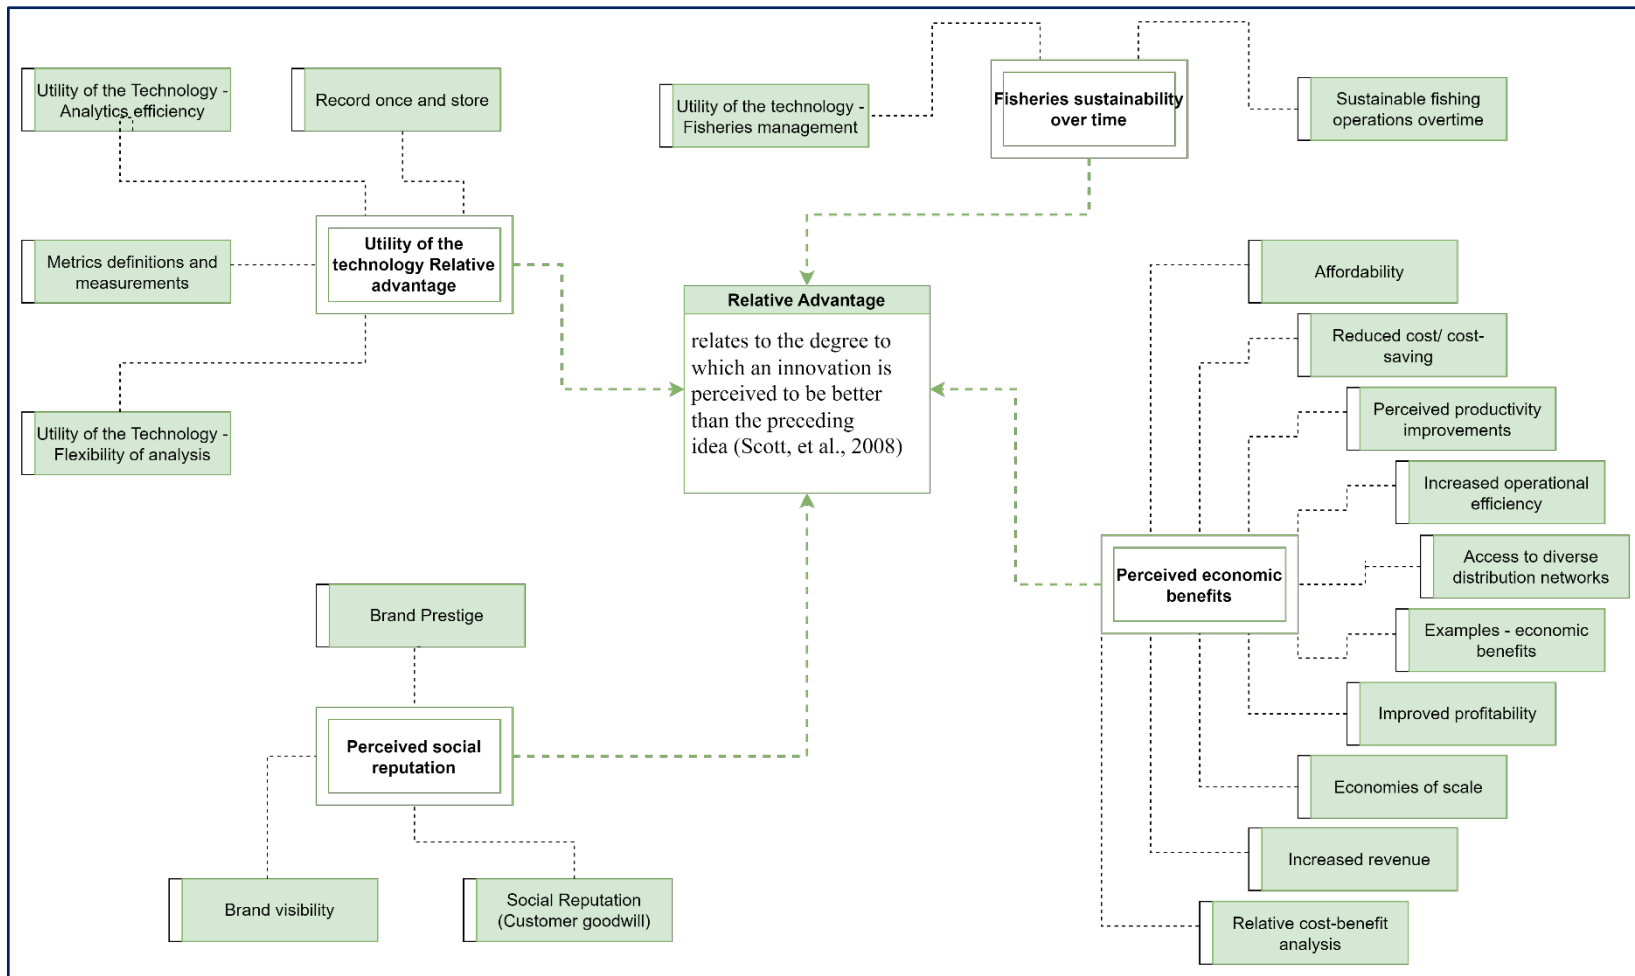 Utility of the Technology -
Analytics efficiency
Record once and store
Utility of the technology -
Fisheries management
Fisheries sustainability
over time
Sustainable fishing
operations overtime
Metrics definitions and
measurements
Utility of the
technology Relative
advantage
Utility of the Technology -
Flexibility of analysis
Relative Advantage
relates to the degree to
which an innovation is
perceived to be better
than the preceding
idea (Scott, et al., 2008)
Affordability
Reduced cost/ cost-
saving
Perceived productivity
improvements
Increased operational
efficiency
Access to diverse
distribution networks
Perceived economic
benefits
Examples - economic
benefits
Improved profitability
Economies of scale
Increased revenue
Relative cost-benefit
analysis
Brand Prestige
Perceived social
reputation
Brand visibility
Social Reputation
(Customer goodwill)